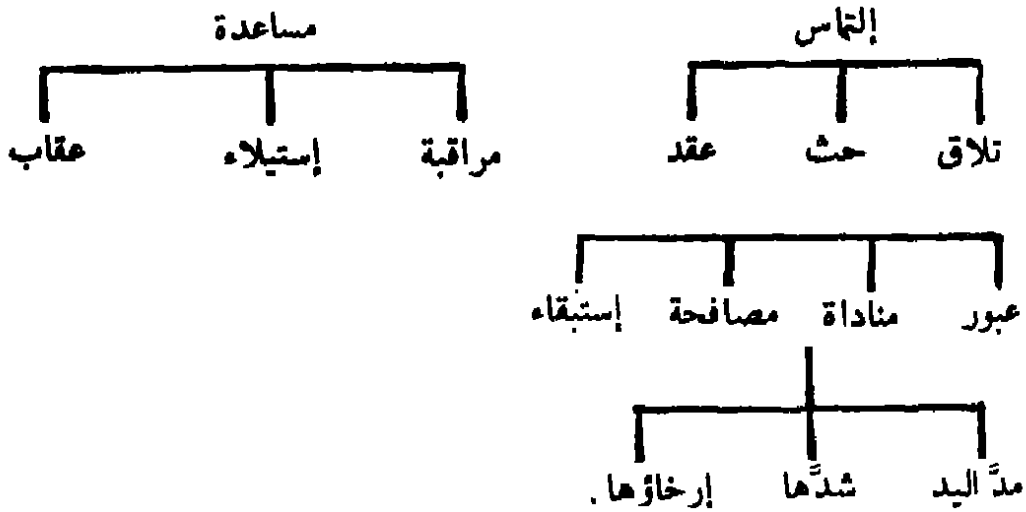 إلتماس مساعدة
تلاق حث عقد مراقبة إستيلاء عقاب
عبور مناداة مصافحة إستبقاء
مدَّ اليد شدَّها إرخاؤها .